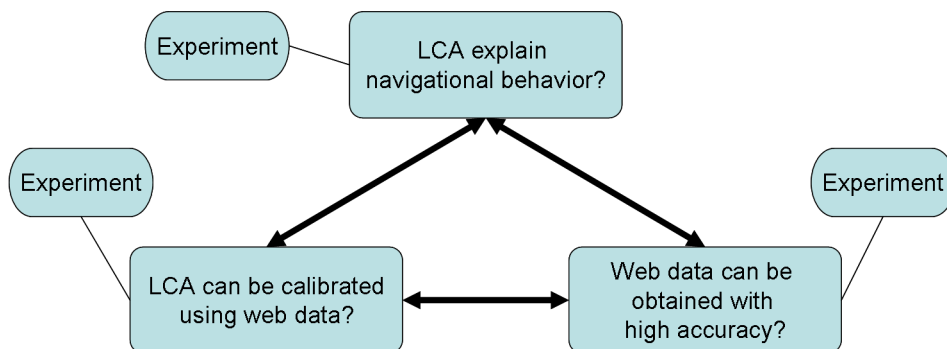 Experiment
LCA explain
navigational behavior?
Experiment
Experiment
LCA can be calibrated
using web data?
Web data can be
obtained with
high accuracy?